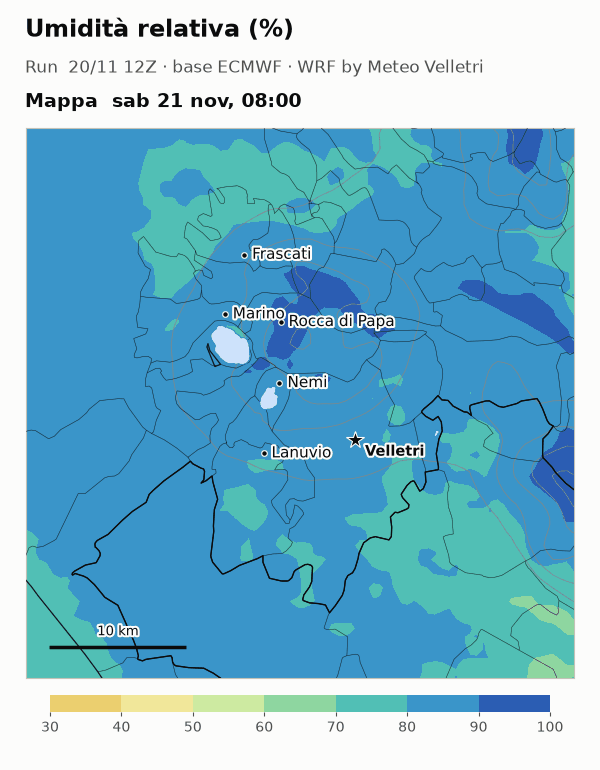 Umidità relativa (%)
Run  20/11 12Z · base ECMWF · WRF by Meteo Velletri
Mappa  sab 21 nov, 08:00
Frascati
Marino
Rocca di Papa
Nemi
Velletri
Lanuvio
10 km
30 40 50 60 70 80 90 100